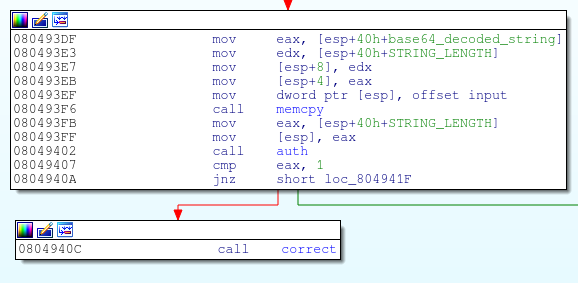 080493DF mov eax, [esp+40h+base64_decoded_string]
080493E3 mov edx, [esp+40h+STRING_LENGTH]
080493E7 mov [esp+8], edx
080493EB mov [esp+4], eax
080493EF mov dword ptr [esp], offset input
080493F6 call memcpy
080493FB mov eax, [esp+40h+STRING_LENGTH]
080493FF mov [esp], eax
08049402 call auth
08049407 cmp eax, 1
0804940A jnz short loc_804941F
0804940C call correct